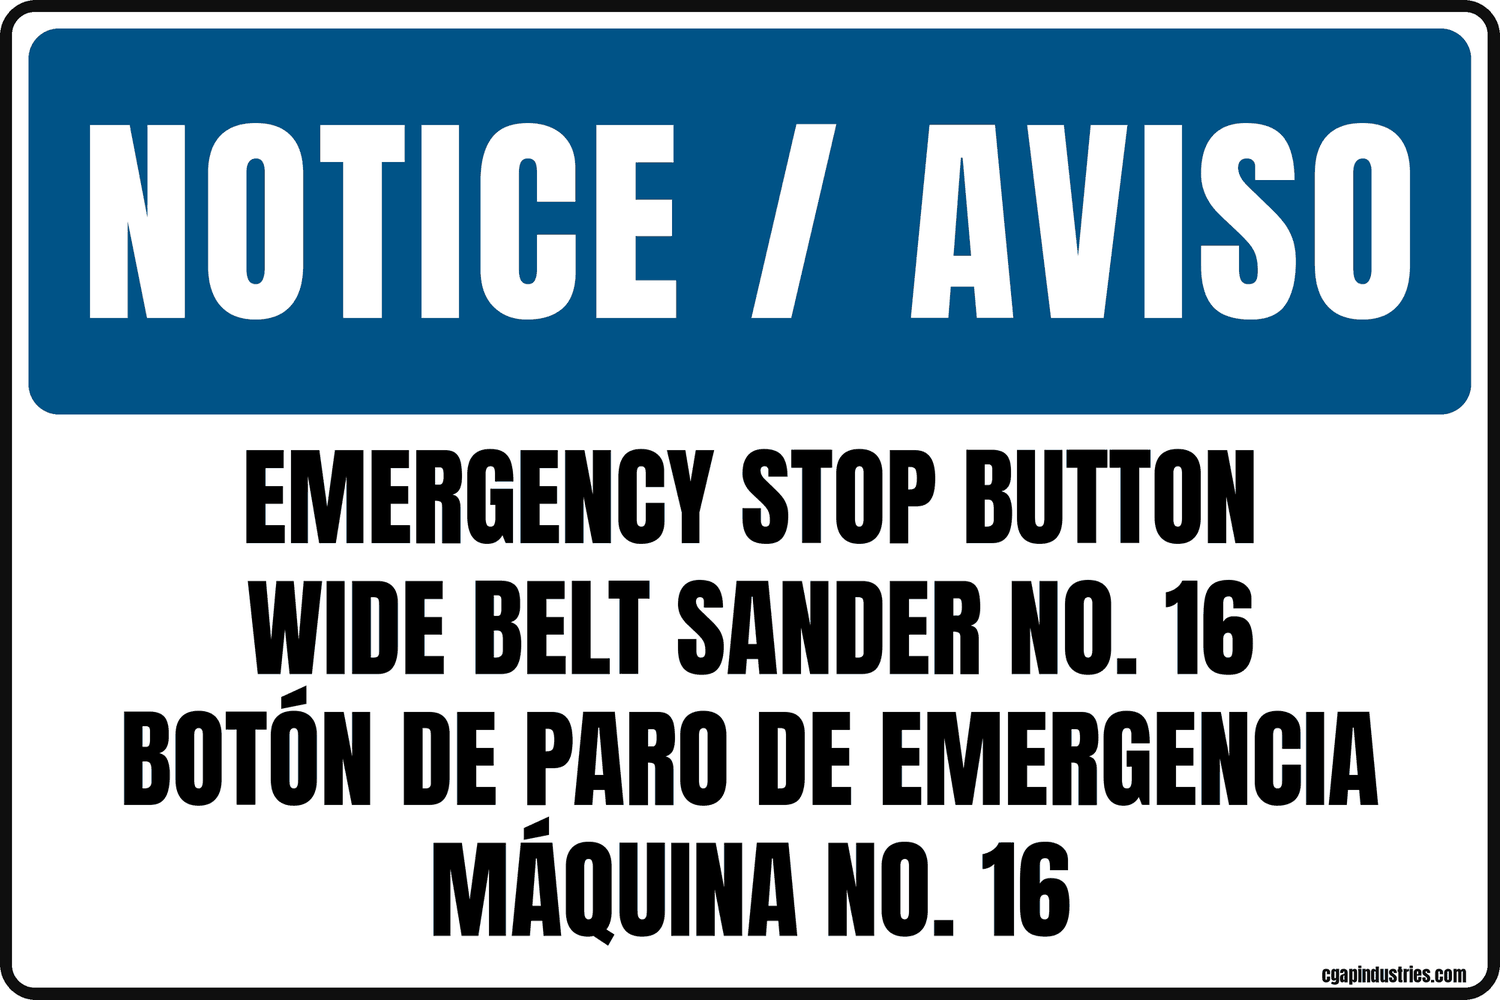 NOTICE / AVISO
EMERGENCY STOP BUTTON
WIDE BELT SANDER NO. 16
BOTÓN DE PARO DE EMERGENCIA
MÁQUINA NO. 16
cgapindustries.com